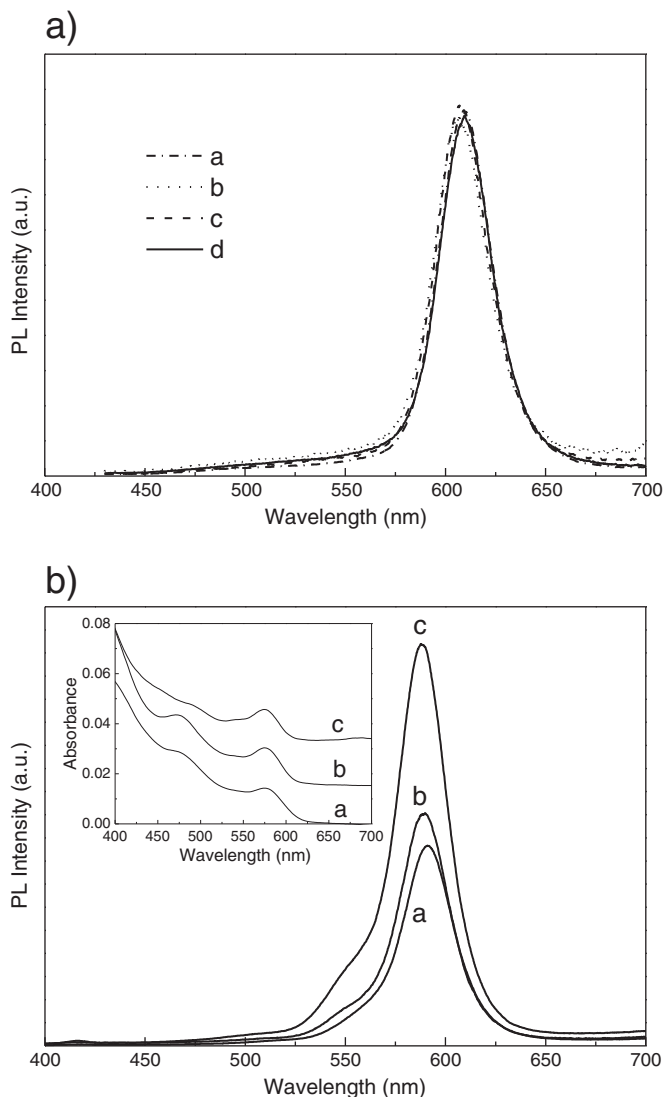 a)
PL Intensity (a.u.)
a
b
c
d
400 450 500 550 600 650 700
Wavelength (nm)
b)
PL Intensity (a.u.)
c
b
a
Absorbance
0.08
0.06
0.04
0.02
0.00
c
b
a
400 450 500 550 600 650 700
Wavelength (nm)
400 450 500 550 600 650 700
Wavelength (nm)